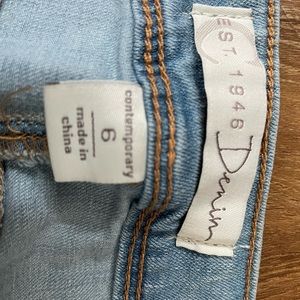 EST. 1946
Denim
contemporary
6
made in
china